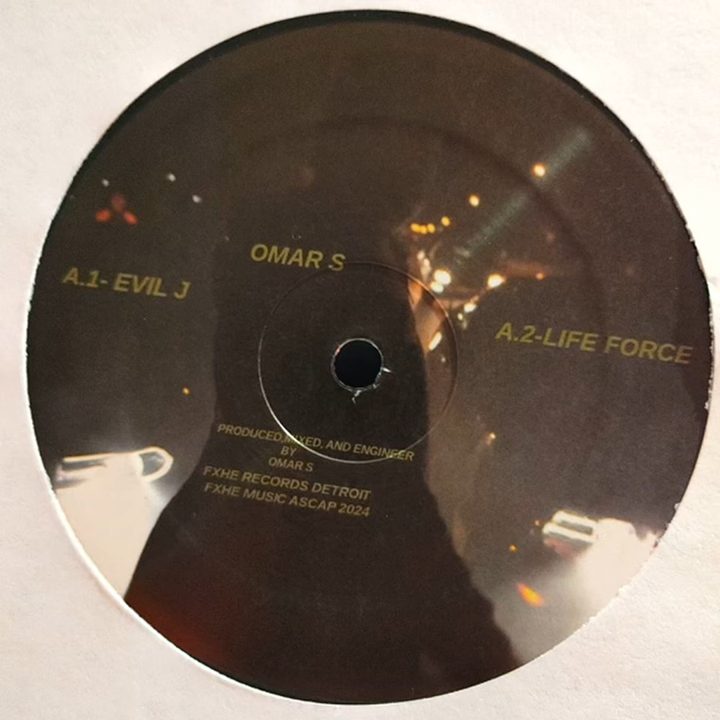 OMAR S
A.1- EVIL J
A.2-LIFE FORCE
PRODUCED,MIXED, AND ENGINEER
BY
OMAR S
FXHE RECORDS DETROIT
FXHE MUSIC ASCAP 2024